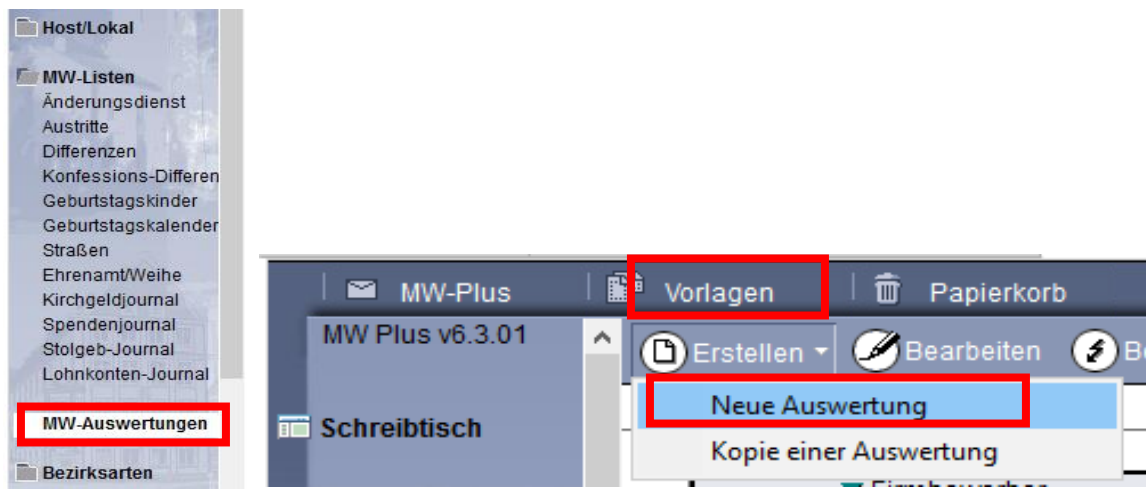 Host/Lokal
MW-Listen
Änderungsdienst
Austritte
Differenzen
Konfessions-Differen
Geburtstagskinder
Geburtstagskalender
Straßen
Ehrenamt/Weihe
Kirchgeldjournal
Spendenjournal
Stolgeb-Journal
Lohnkonten-Journal
MW-Auswertungen
Bezirksarten
MW-Plus Vorlagen Papierkorb
MW Plus v6.3.01
Erstellen Bearbeiten
Schreibtisch
Neue Auswertung
Kopie einer Auswertung